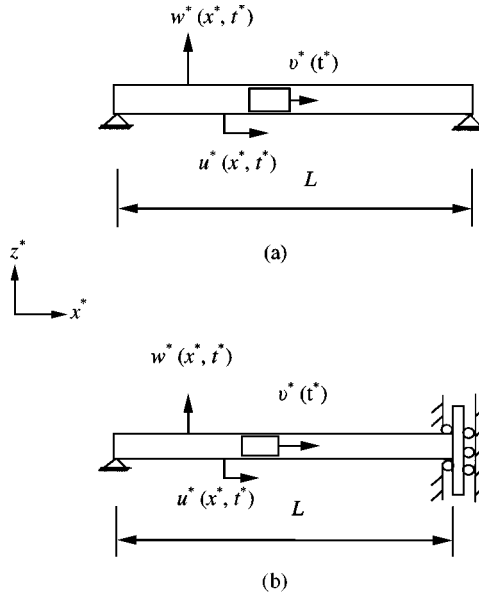 w* (x*, t*)
υ* (t*)
u* (x*, t*)
L
(a)
z*
x*
w* (x*, t*)
υ* (t*)
u* (x*, t*)
L
(b)